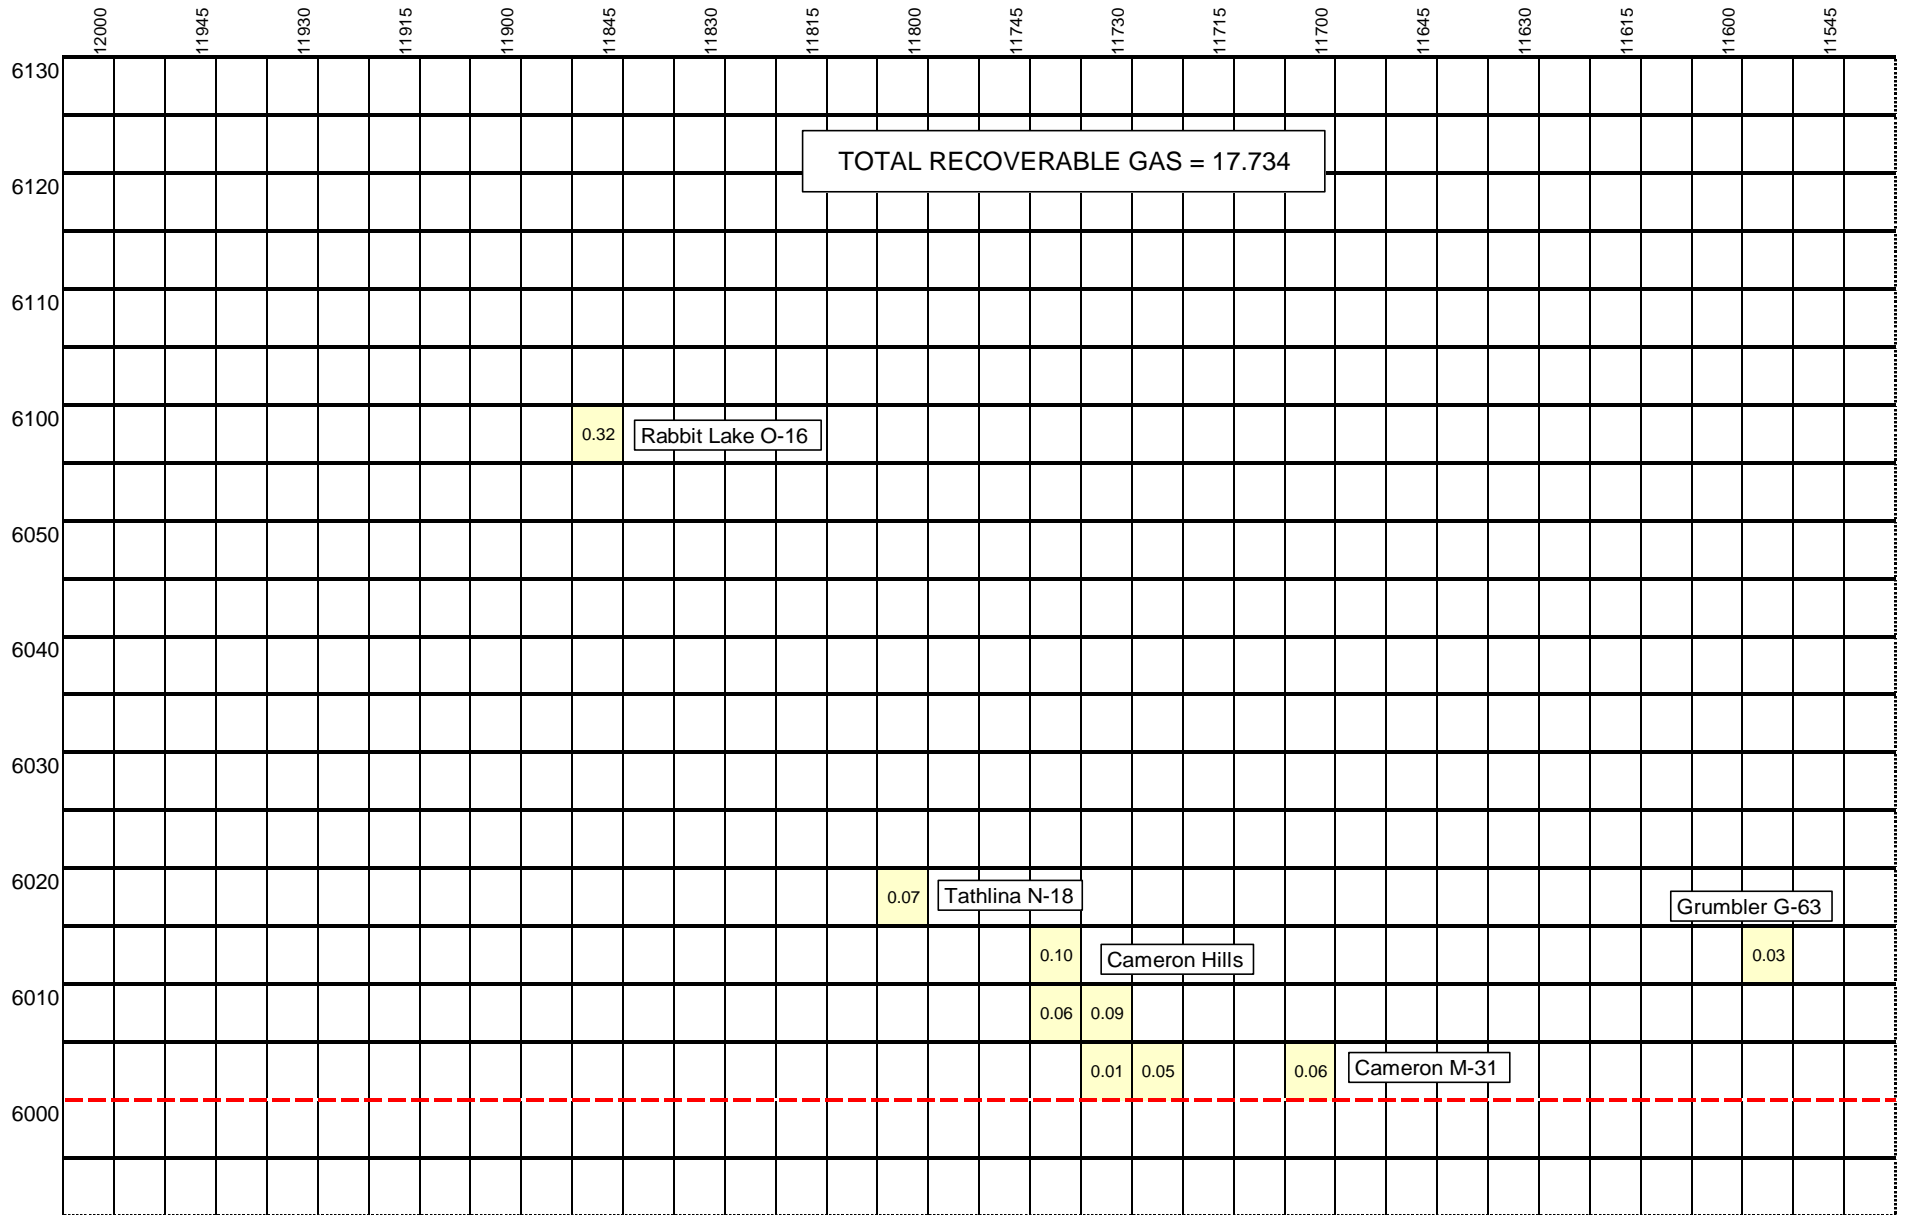 12000 11945 11930 11915 11900 11845 11830 11815 11800 11745 11730 11715 11700 11645 11630 11615 11600 11545
6130
TOTAL RECOVERABLE GAS = 17.734
6120
6110
6100
0.32 Rabbit Lake O-16
6050
6040
6030
6020
0.07 Tathlina N-18
Grumbler G-63
0.10 Cameron Hills 0.03
6010
0.06 0.09
0.01 0.05 0.06 Cameron M-31
6000